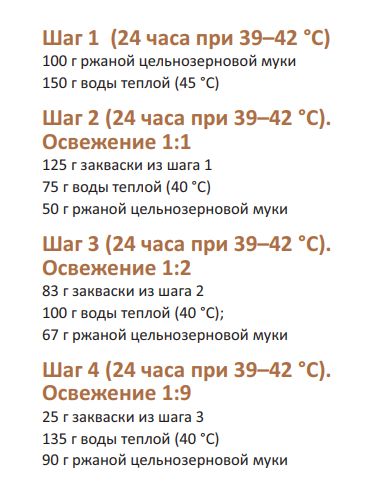 Шаг 1 (24 часа при 39–42 °С)
100 г ржаной цельнозерновой муки
150 г воды теплой (45 °С)
Шаг 2 (24 часа при 39–42 °С).
Освежение 1:1
125 г закваски из шага 1
75 г воды теплой (40 °С)
50 г ржаной цельнозерновой муки
Шаг 3 (24 часа при 39–42 °С).
Освежение 1:2
83 г закваски из шага 2
100 г воды теплой (40 °С);
67 г ржаной цельнозерновой муки
Шаг 4 (24 часа при 39–42 °С).
Освежение 1:9
25 г закваски из шага 3
135 г воды теплой (40 °С)
90 г ржаной цельнозерновой муки